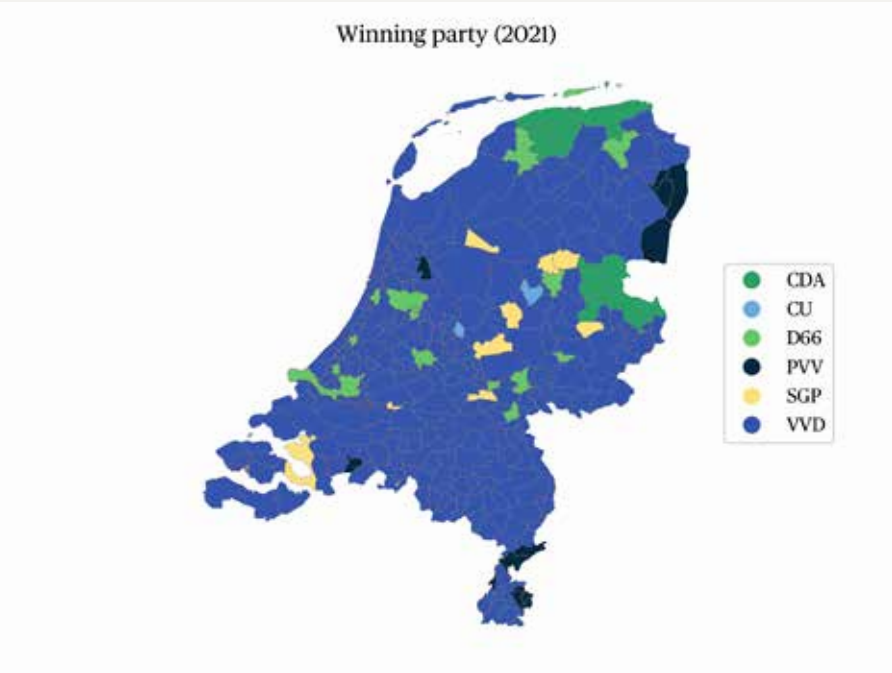 Winning party (2021)
CDA
CU
D66
PVV
SGP
VVD